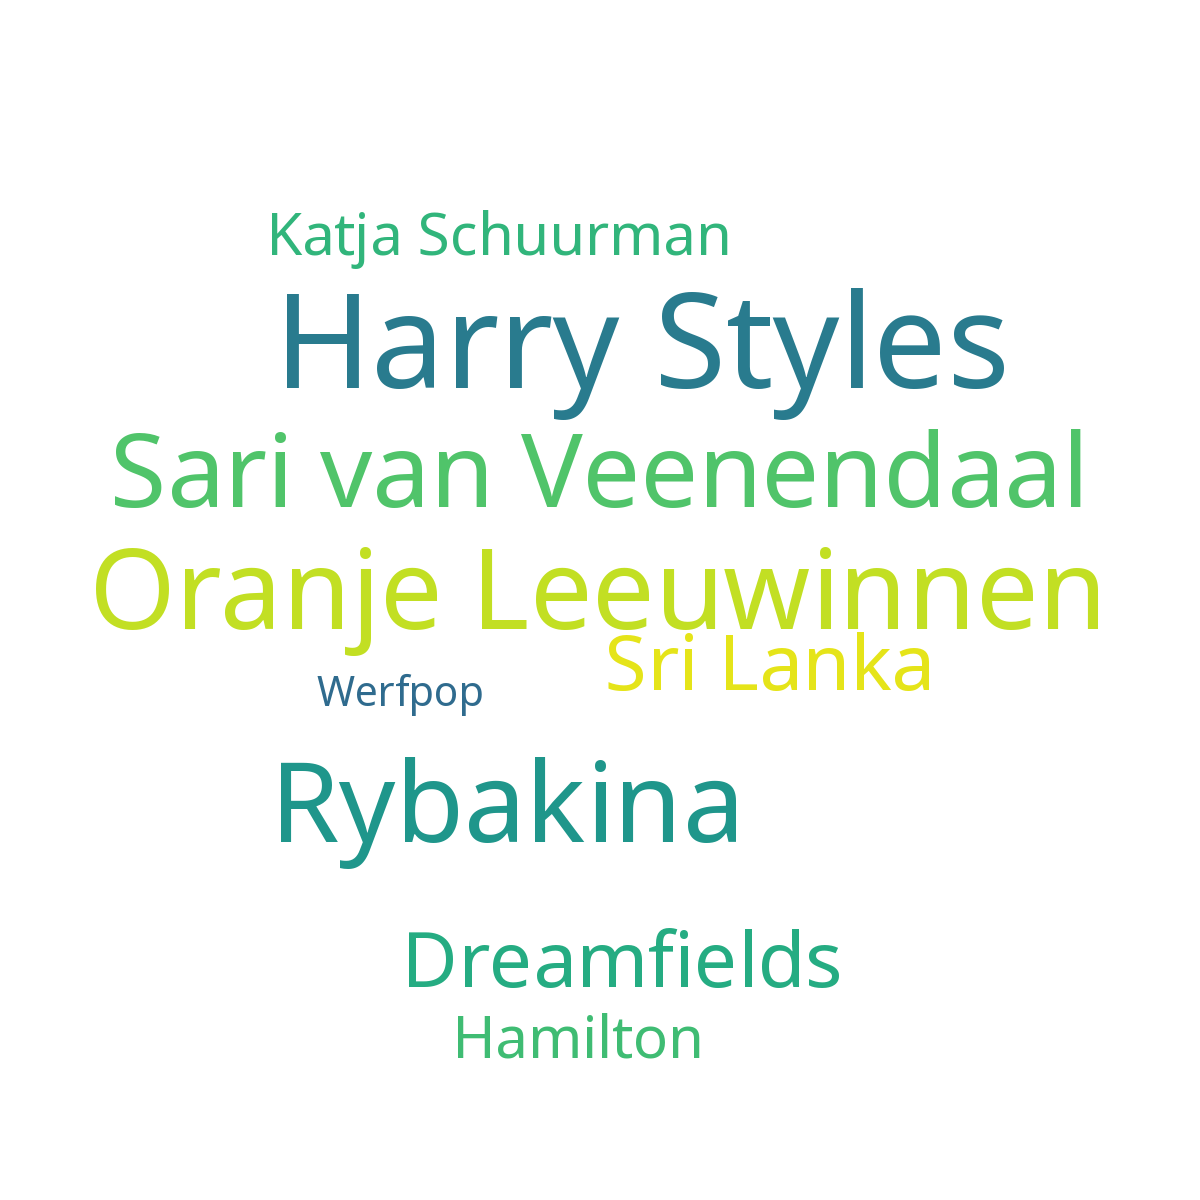 Katja Schuurman
Harry Styles
Sari van Veenendaal
Oranje Leeuwinnen
Sri Lanka
Werfpop
Rybakina
Dreamfields
Hamilton